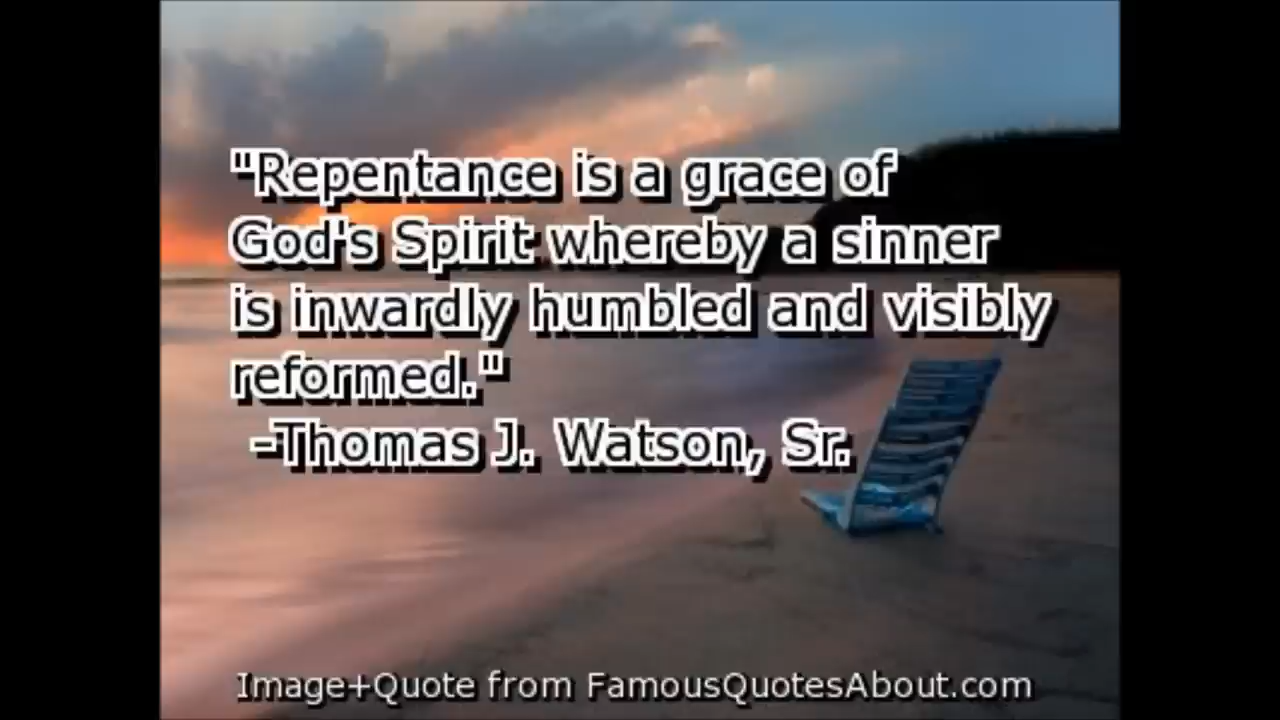 "Repentance is a grace of
God's Spirit whereby a sinner
is inwardly humbled and visibly
reformed."
-Thomas J. Watson, Sr.
Image+Quote from FamousQuotesAbout.com